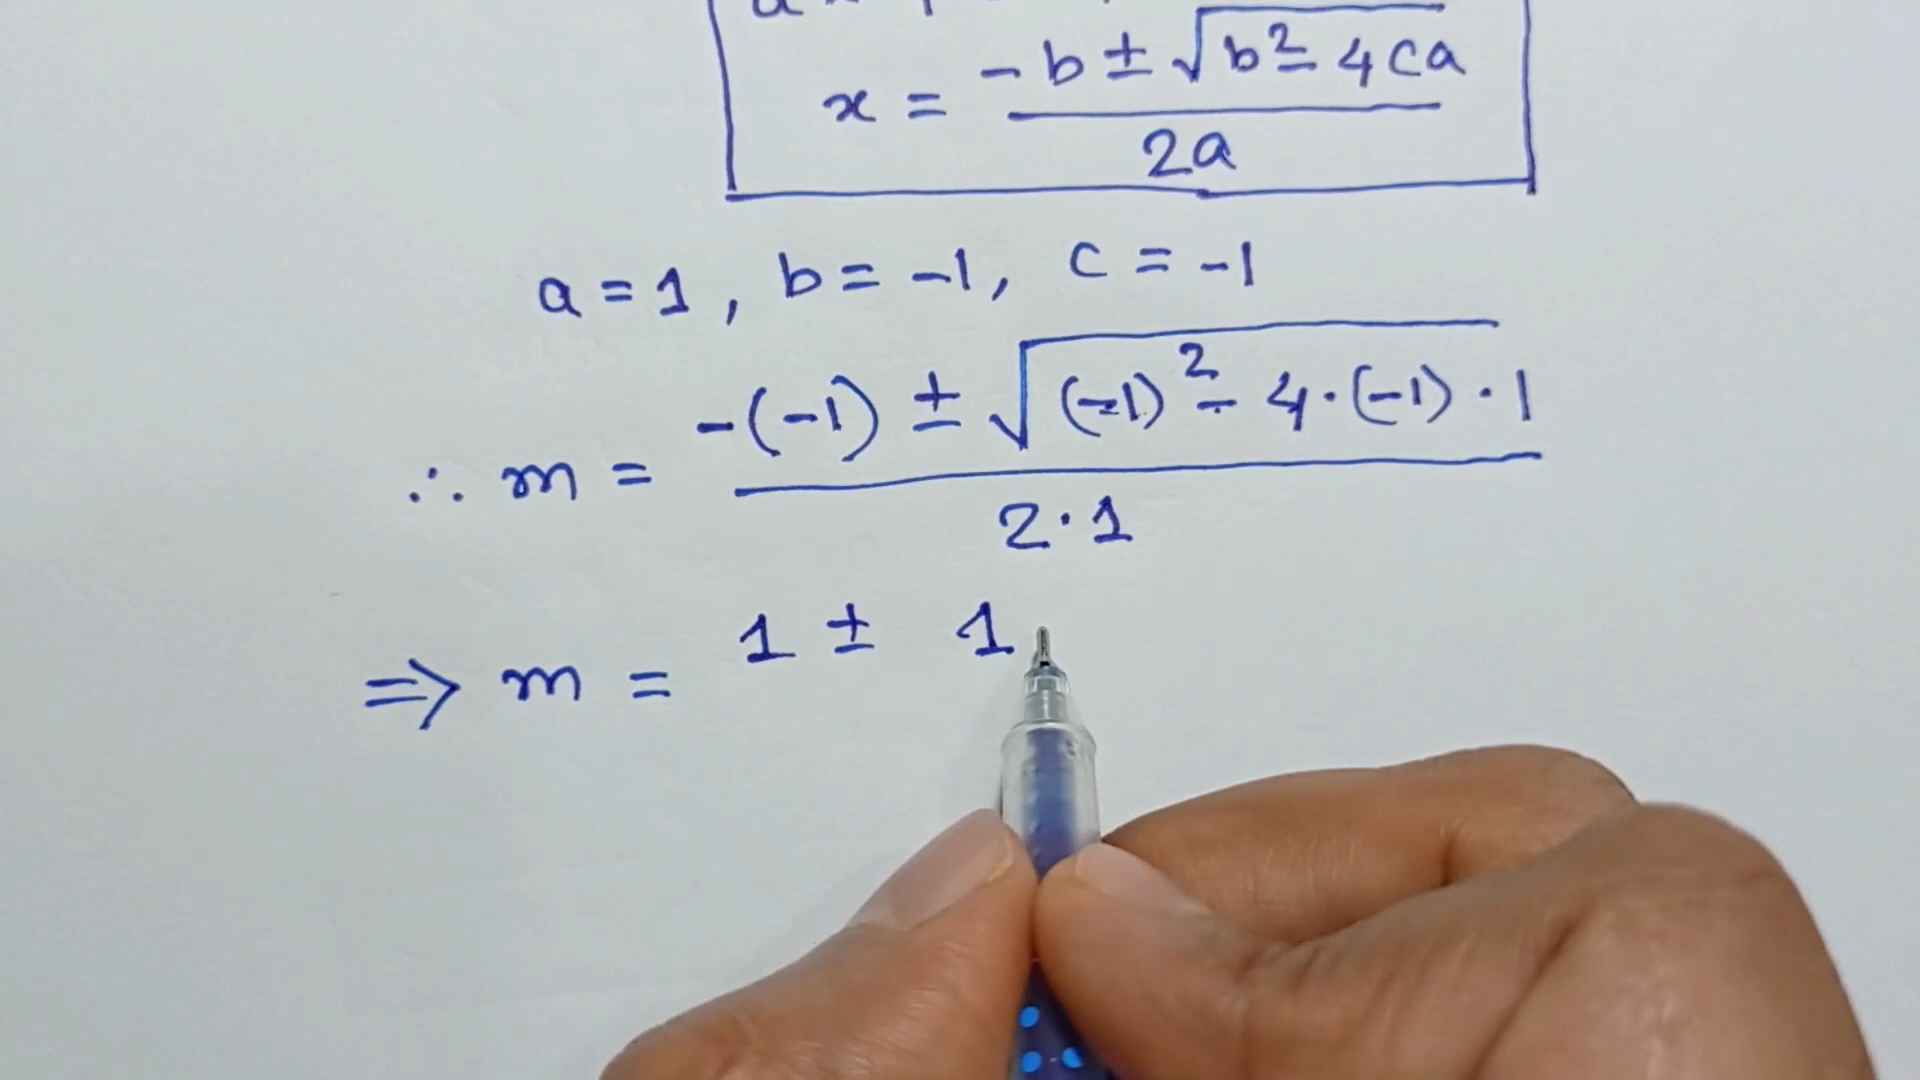 x = (-b ± √(b² - 4ca)) / 2a
a = 1 , b = -1, c = -1
∴ m = (-(-1) ± √((-1)² - 4·(-1)·1)) / 2·1
⇒ m = 1 ± 1